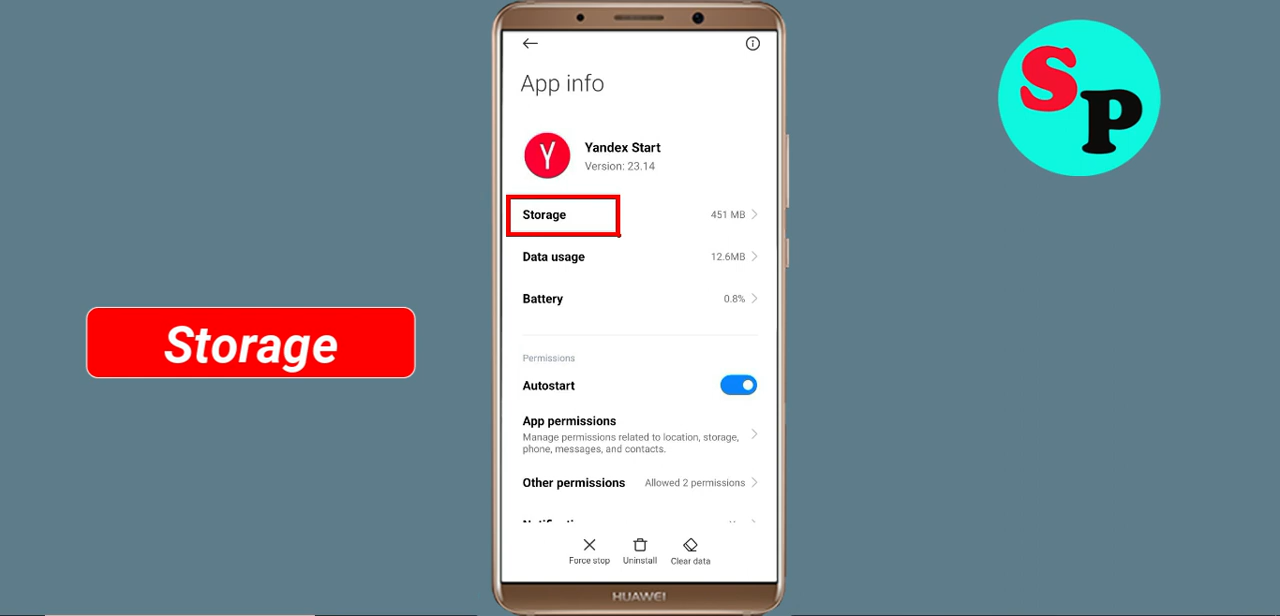 App info
Yandex Start
Version: 23.14
Storage 451 MB
Data usage 12.6MB
Battery 0.8%
Permissions
Autostart
App permissions
Manage permissions related to location, storage,
phone, messages, and contacts.
Other permissions Allowed 2 permissions
Force stop Uninstall Clear data
HUAWEI
Storage
SP
Y